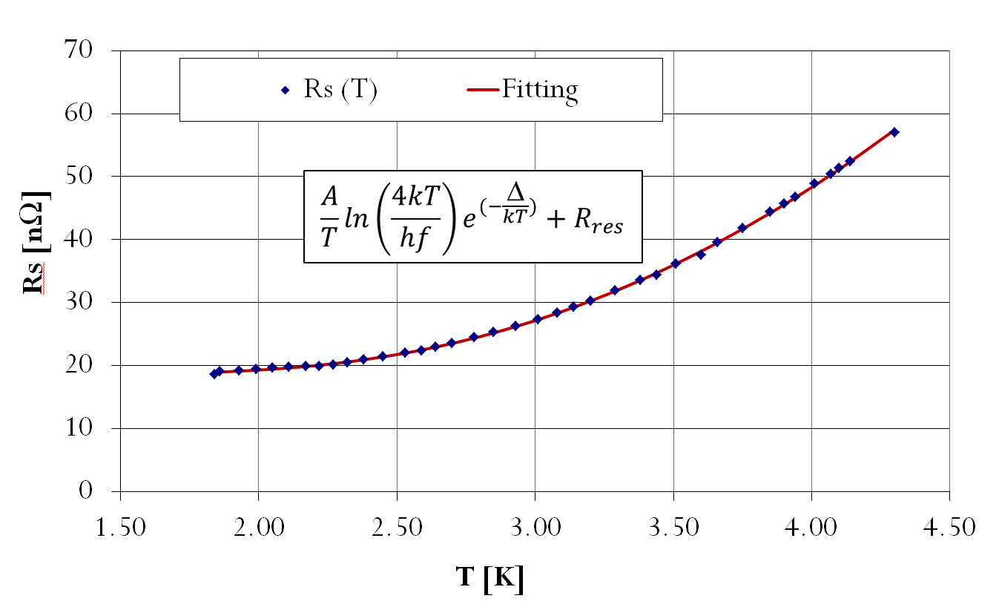 70
60
50
40
30
20
10
0
Rs [nΩ]
Rs (T) Fitting
A/T ln(4kT/hf) e^(-Δ/kT) + R_res
1.50 2.00 2.50 3.00 3.50 4.00 4.50
T [K]